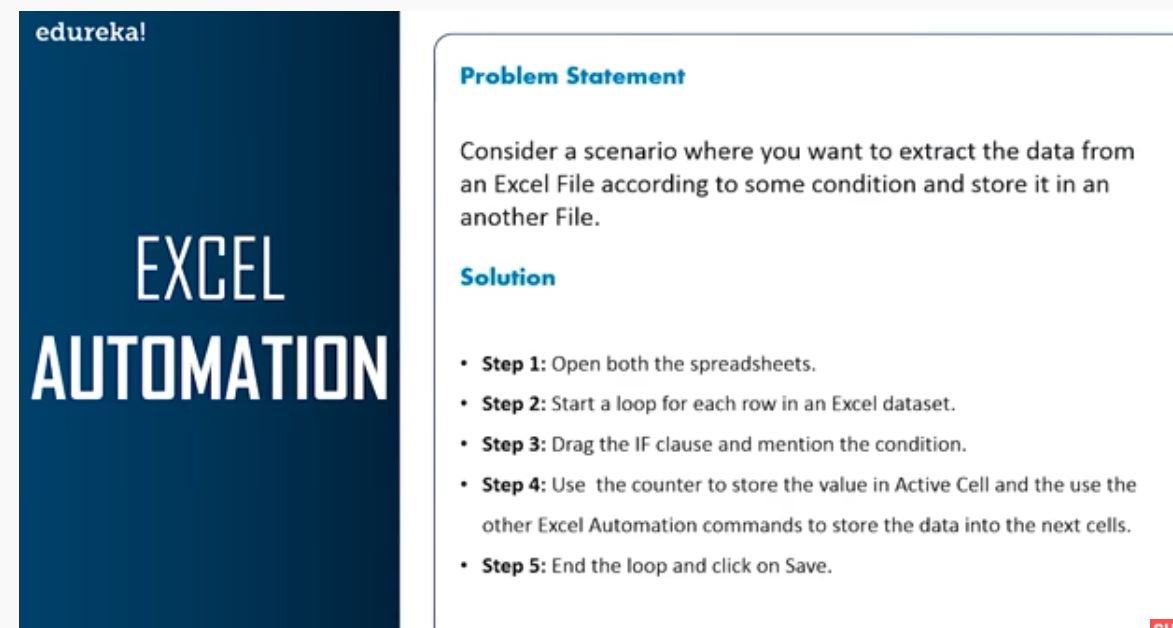 edureka!
EXCEL
AUTOMATION
Problem Statement
Consider a scenario where you want to extract the data from
an Excel File according to some condition and store it in an
another File.
Solution
• Step 1: Open both the spreadsheets.
• Step 2: Start a loop for each row in an Excel dataset.
• Step 3: Drag the IF clause and mention the condition.
• Step 4: Use the counter to store the value in Active Cell and the use the
other Excel Automation commands to store the data into the next cells.
• Step 5: End the loop and click on Save.